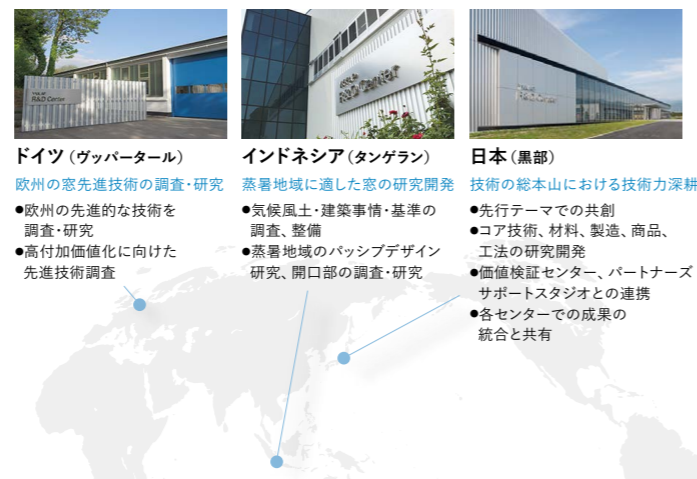 YKK AP
R&D Center
YKK AP
R&D Center
R&D Center
ドイツ（ヴッパータール）
欧州の窓先進技術の調査・研究
●欧州の先進的な技術を
調査・研究
●高付加価値化に向けた
先進技術調査
インドネシア（タンゲラン）
蒸暑地域に適した窓の研究開発
●気候風土・建築事情・基準の
調査、整備
●蒸暑地域のパッシブデザイン
研究、開口部の調査・研究
日本（黒部）
技術の総本山における技術力深耕
●先行テーマでの共創
●コア技術、材料、製造、商品、
工法の研究開発
●価値検証センター、パートナーズ
サポートスタジオとの連携
●各センターでの成果の
統合と共有